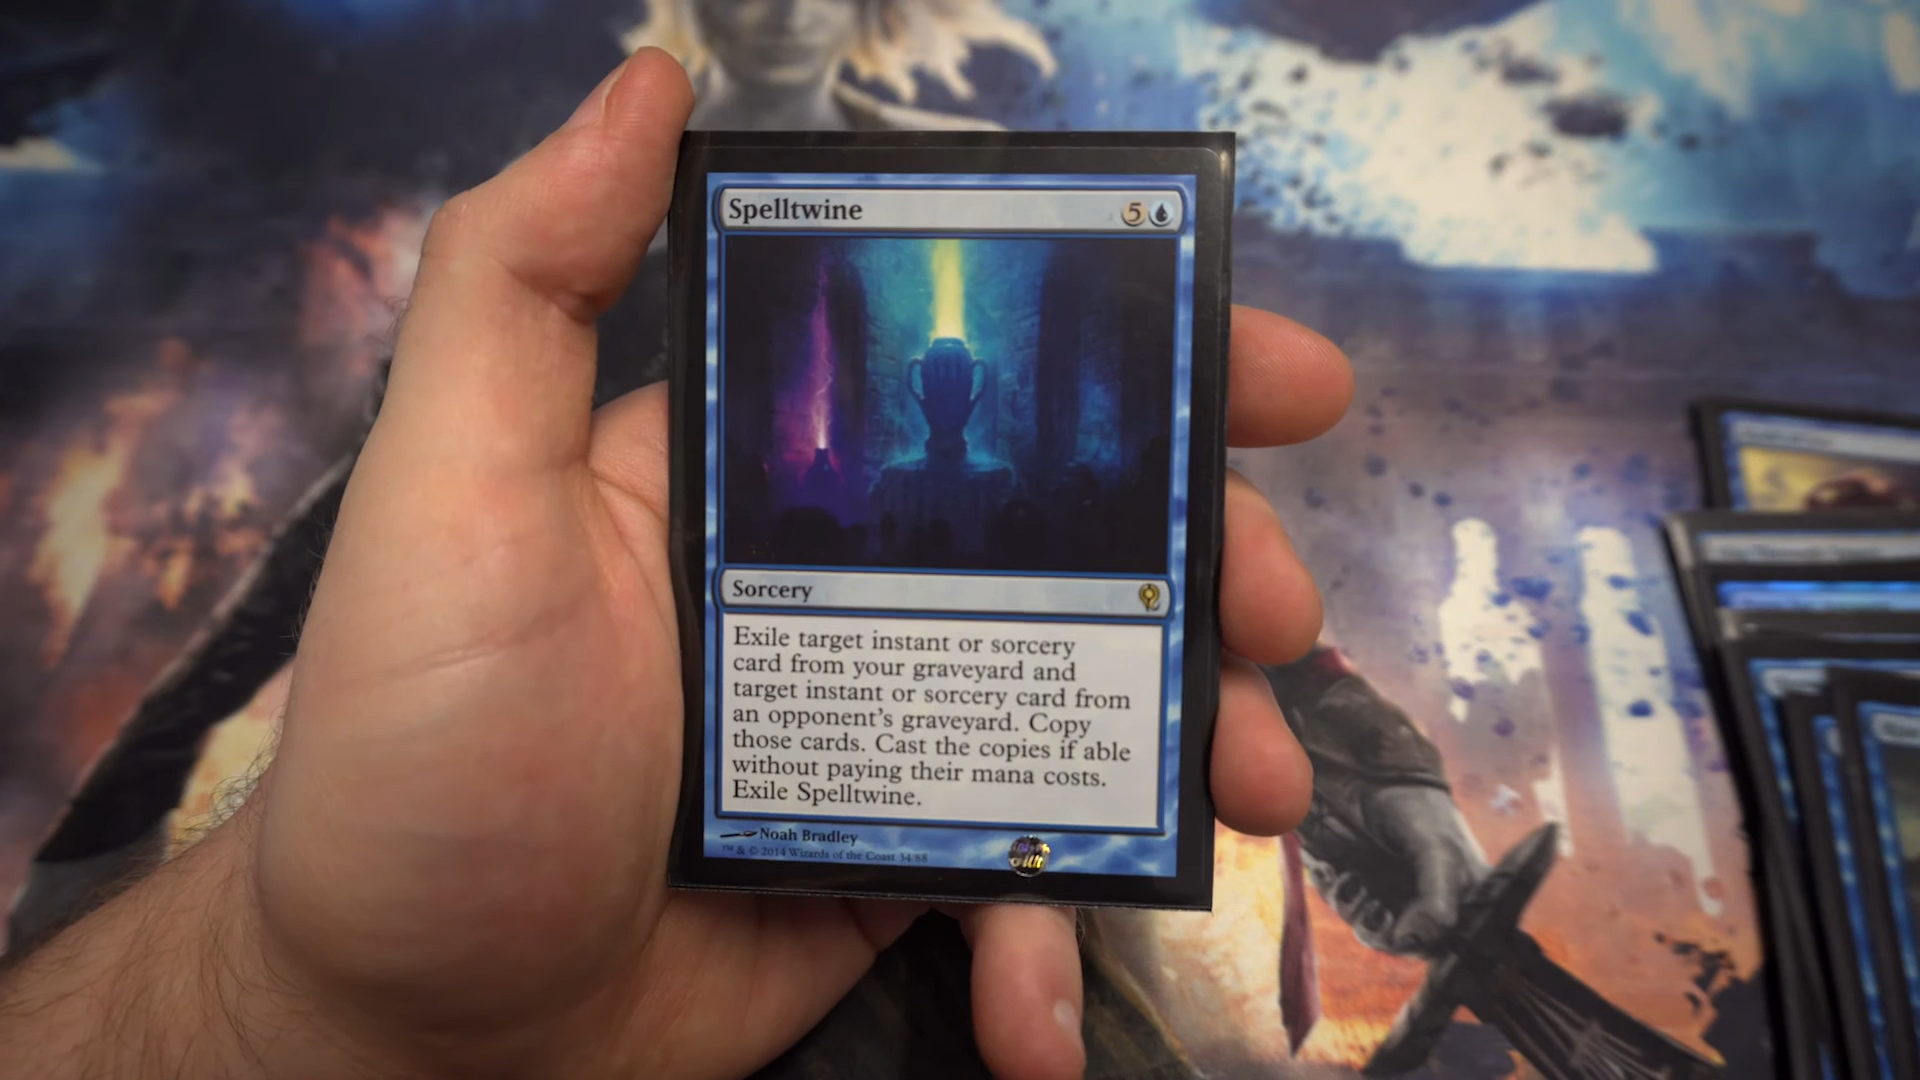 Spelltwine 5
Sorcery
Exile target instant or sorcery
card from your graveyard and
target instant or sorcery card from
an opponent's graveyard. Copy
those cards. Cast the copies if able
without paying their mana costs.
Exile Spelltwine.
Noah Bradley
™ & © 2014 Wizards of the Coast 34/88